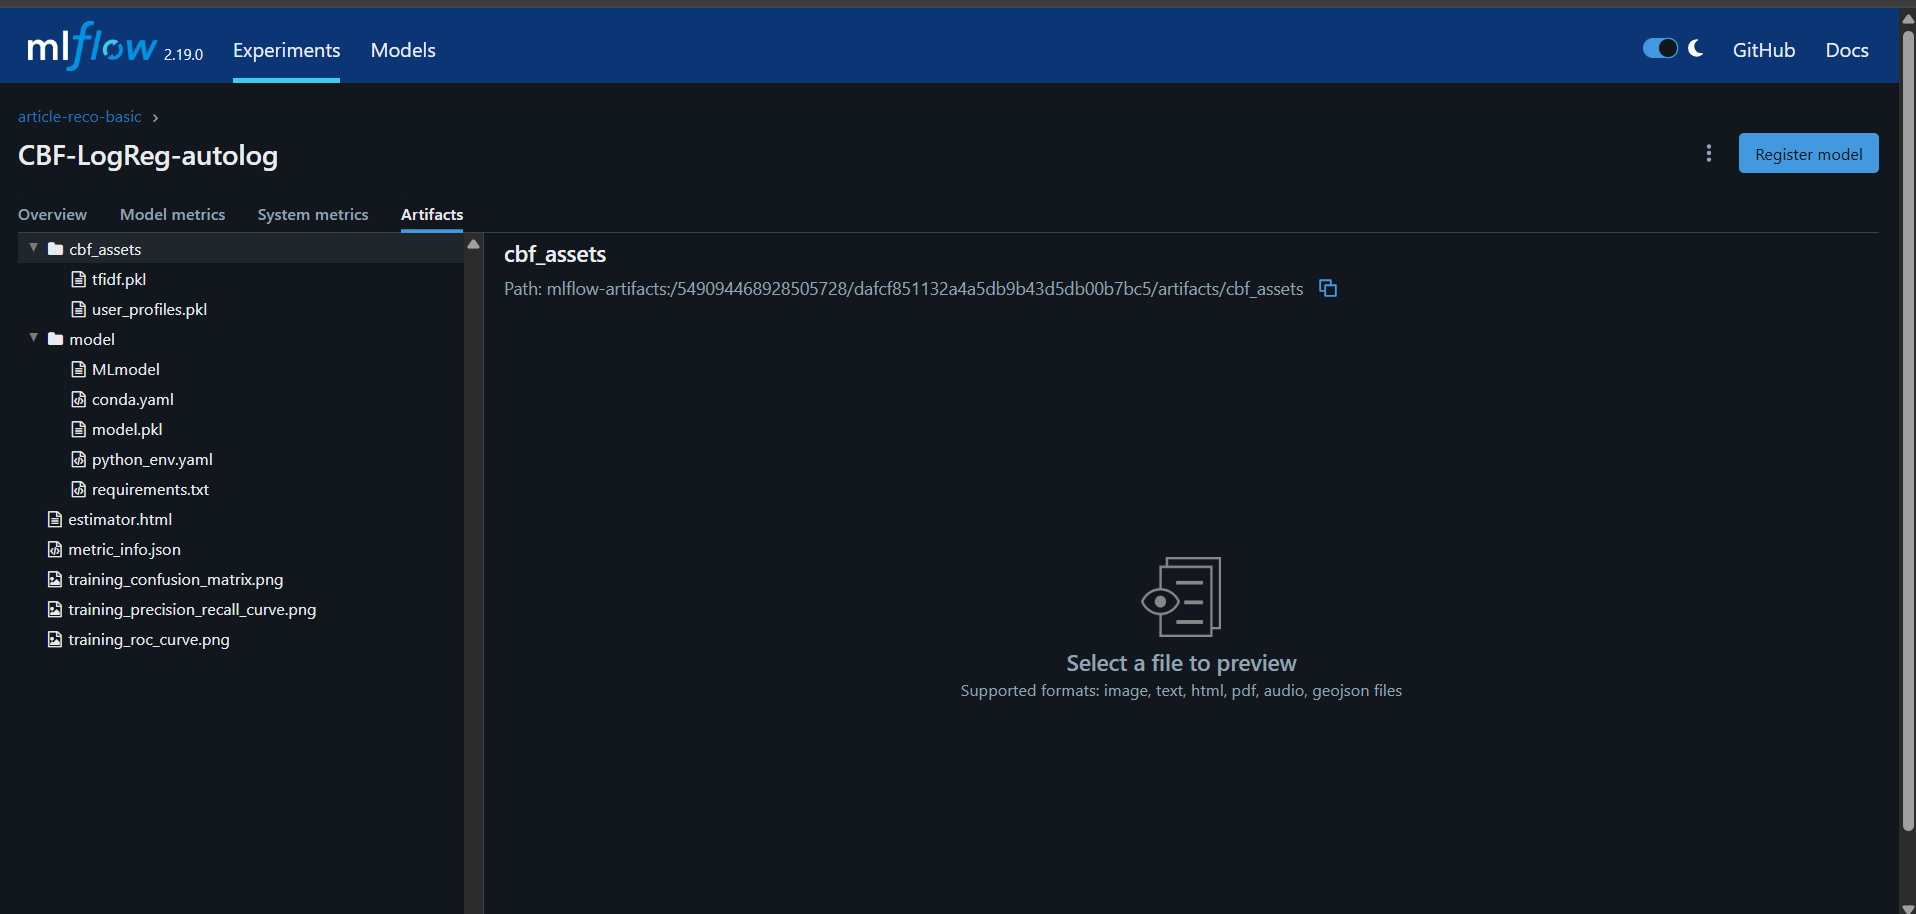 mlflow 2.19.0 Experiments Models GitHub Docs
article-reco-basic
CBF-LogReg-autolog
Register model
Overview Model metrics System metrics Artifacts
cbf_assets
tfidf.pkl
user_profiles.pkl
model
MLmodel
conda.yaml
model.pkl
python_env.yaml
requirements.txt
estimator.html
metric_info.json
training_confusion_matrix.png
training_precision_recall_curve.png
training_roc_curve.png
cbf_assets
Path: mlflow-artifacts:/549094468928505728/dafcf851132a4a5db9b43d5db00b7bc5/artifacts/cbf_assets
Select a file to preview
Supported formats: image, text, html, pdf, audio, geojson files